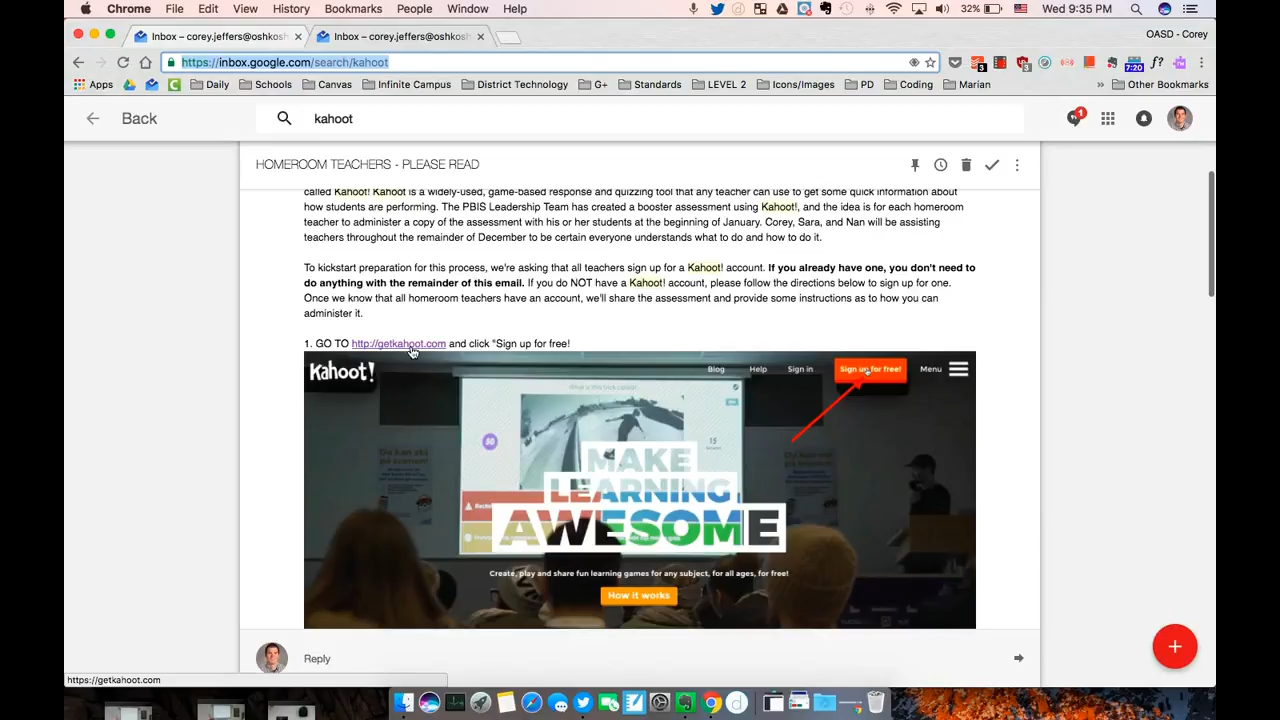 Chrome File Edit View History Bookmarks People Window Help 32% Wed 9:35 PM
Inbox – corey.jeffers@oshkosh Inbox – corey.jeffers@oshkosh OASD - Corey
https://inbox.google.com/search/kahoot
Apps Daily Schools Canvas Infinite Campus District Technology G+ Standards LEVEL 2 Icons/Images PD Coding Marian » Other Bookmarks
Back kahoot
HOMEROOM TEACHERS - PLEASE READ
called Kahoot! Kahoot is a widely-used, game-based response and quizzing tool that any teacher can use to get some quick information about
how students are performing. The PBIS Leadership Team has created a booster assessment using Kahoot!, and the idea is for each homeroom
teacher to administer a copy of the assessment with his or her students at the beginning of January. Corey, Sara, and Nan will be assisting
teachers throughout the remainder of December to be certain everyone understands what to do and how to do it.
To kickstart preparation for this process, we're asking that all teachers sign up for a Kahoot! account. If you already have one, you don't need to
do anything with the remainder of this email. If you do NOT have a Kahoot! account, please follow the directions below to sign up for one.
Once we know that all homeroom teachers have an account, we'll share the assessment and provide some instructions as to how you can
administer it.
1. GO TO http://getkahoot.com and click "Sign up for free!
Kahoot! Blog Help Sign in Sign up for free! Menu
50 15
MAKE
LEARNING
AWESOME
Create, play and share fun learning games for any subject, for all ages, for free!
How it works
Reply
https://getkahoot.com